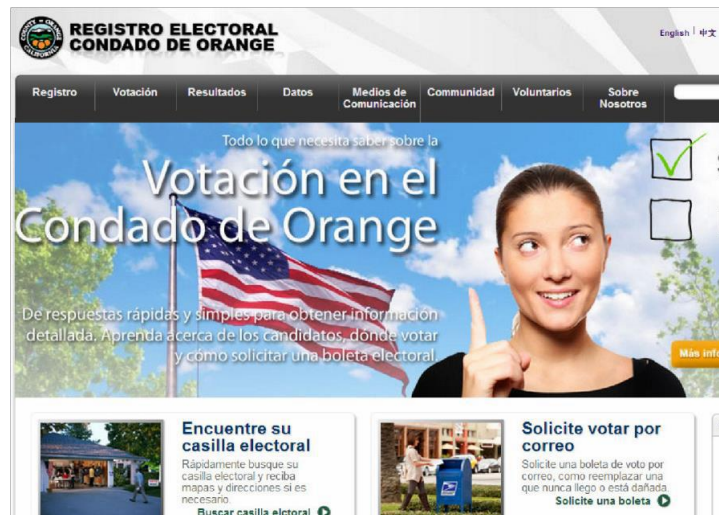 REGISTRO ELECTORAL
CONDADO DE ORANGE
English | 中文
Registro
Votación
Resultados
Datos
Medios de
Comunicación
Communidad
Voluntarios
Sobre
Nosotros
Todo lo que necesita saber sobre la
Votación en el
Condado de Orange
De respuestas rápidas y simples para obtener información
detallada. Aprenda acerca de los candidatos, dónde votar
y cómo solicitar una boleta electoral.
Más info
Encuentre su
casilla electoral
Rápidamente busque su
casilla electoral y reciba
mapas y direcciones si es
necesario.
Buscar casilla elctoral
Solicite votar por
correo
Solicite una boleta de voto por
correo, como reemplazar una
que nunca llego o está dañada
Solicite una boleta